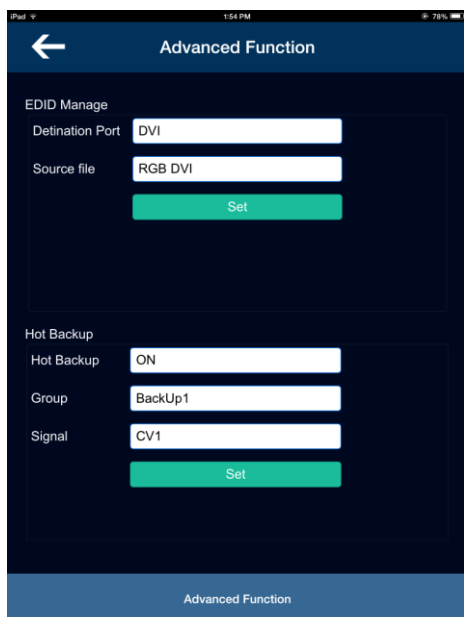 iPad 1:54 PM 78%
Advanced Function
EDID Manage
Detination Port DVI
Source file RGB DVI
Set
Hot Backup
Hot Backup ON
Group BackUp1
Signal CV1
Set
Advanced Function